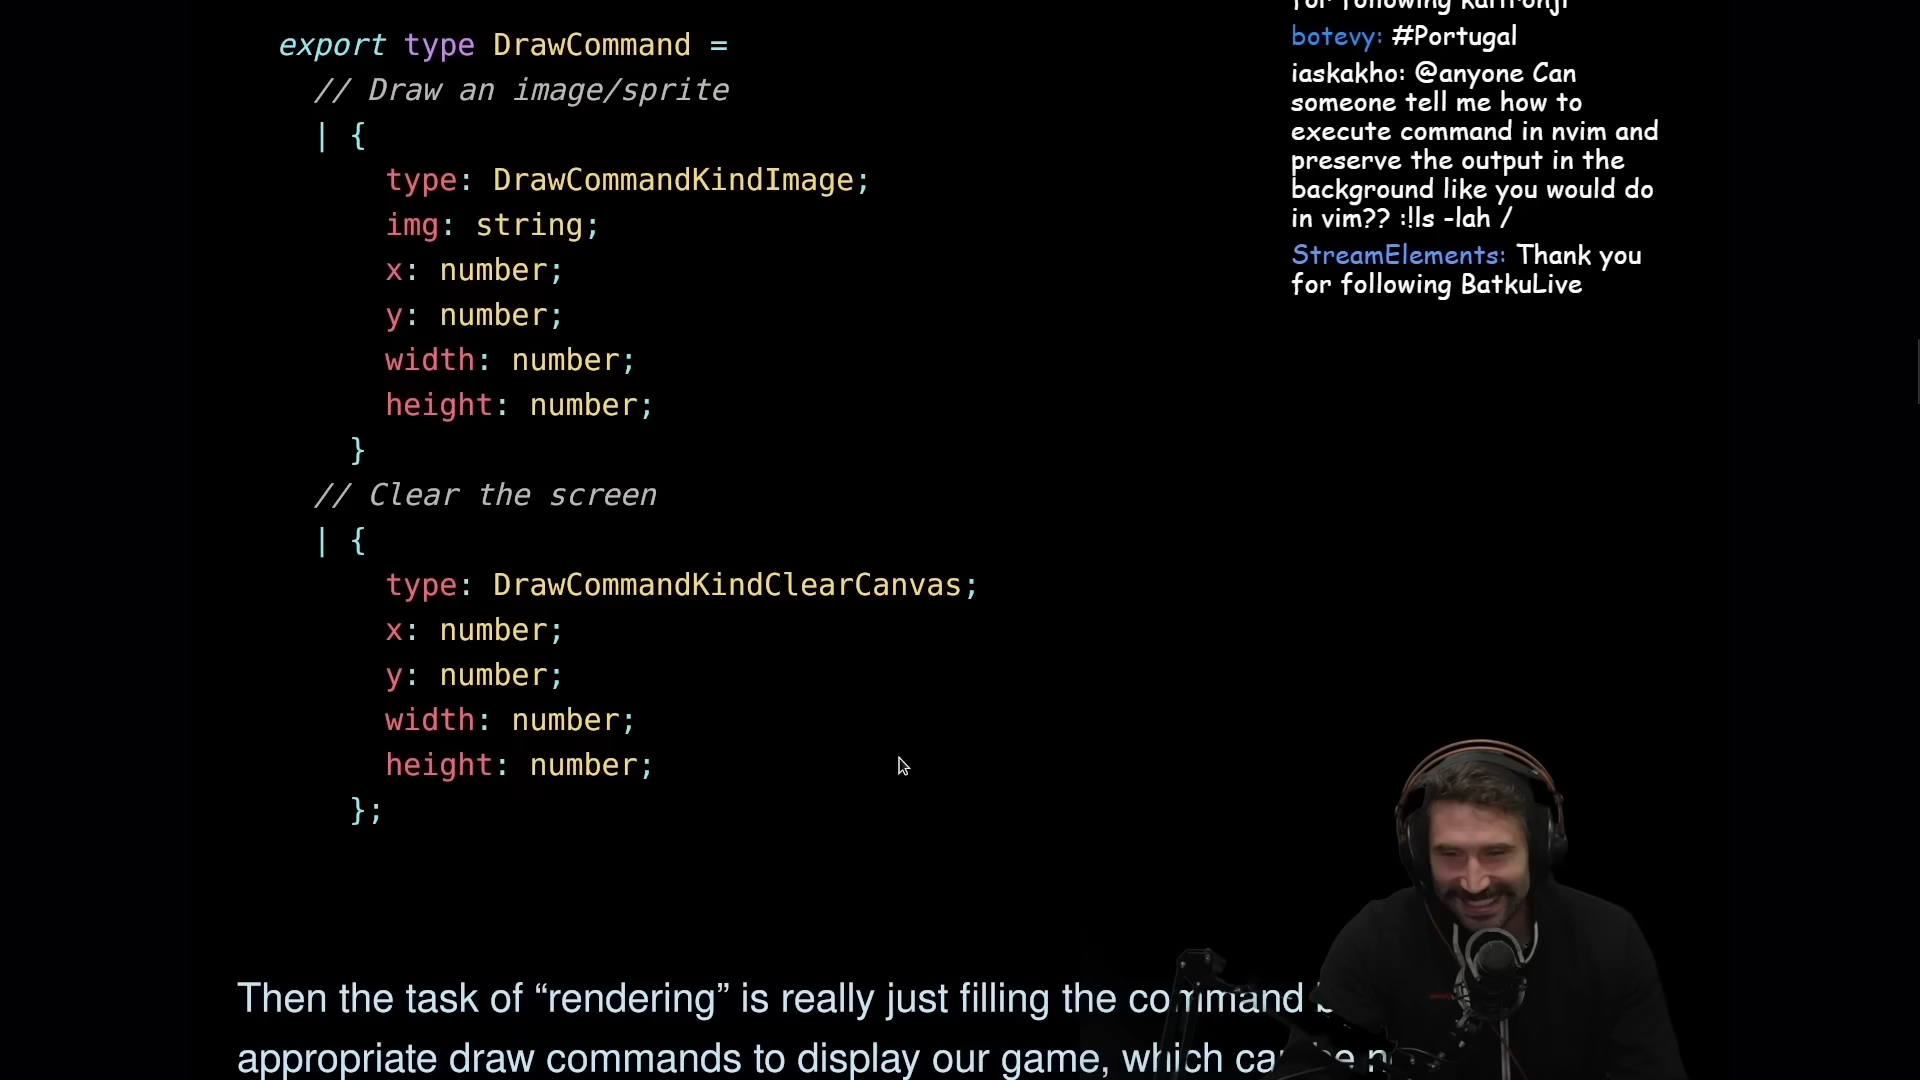 export type DrawCommand =
// Draw an image/sprite
| {
type: DrawCommandKindImage;
img: string;
x: number;
y: number;
width: number;
height: number;
}
// Clear the screen
| {
type: DrawCommandKindClearCanvas;
x: number;
y: number;
width: number;
height: number;
};
Then the task of “rendering” is really just filling the command
appropriate draw commands to display our game, which can be
for following
botevy: #Portugal
iaskakho: @anyone Can
someone tell me how to
execute command in nvim and
preserve the output in the
background like you would do
in vim?? :!ls -lah /
StreamElements: Thank you
for following BatkuLive